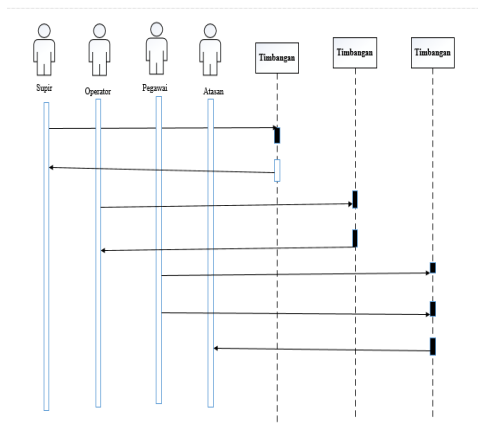 Timbangan
Timbangan
Timbangan
Supir
Operator
Pegawai
Atasan